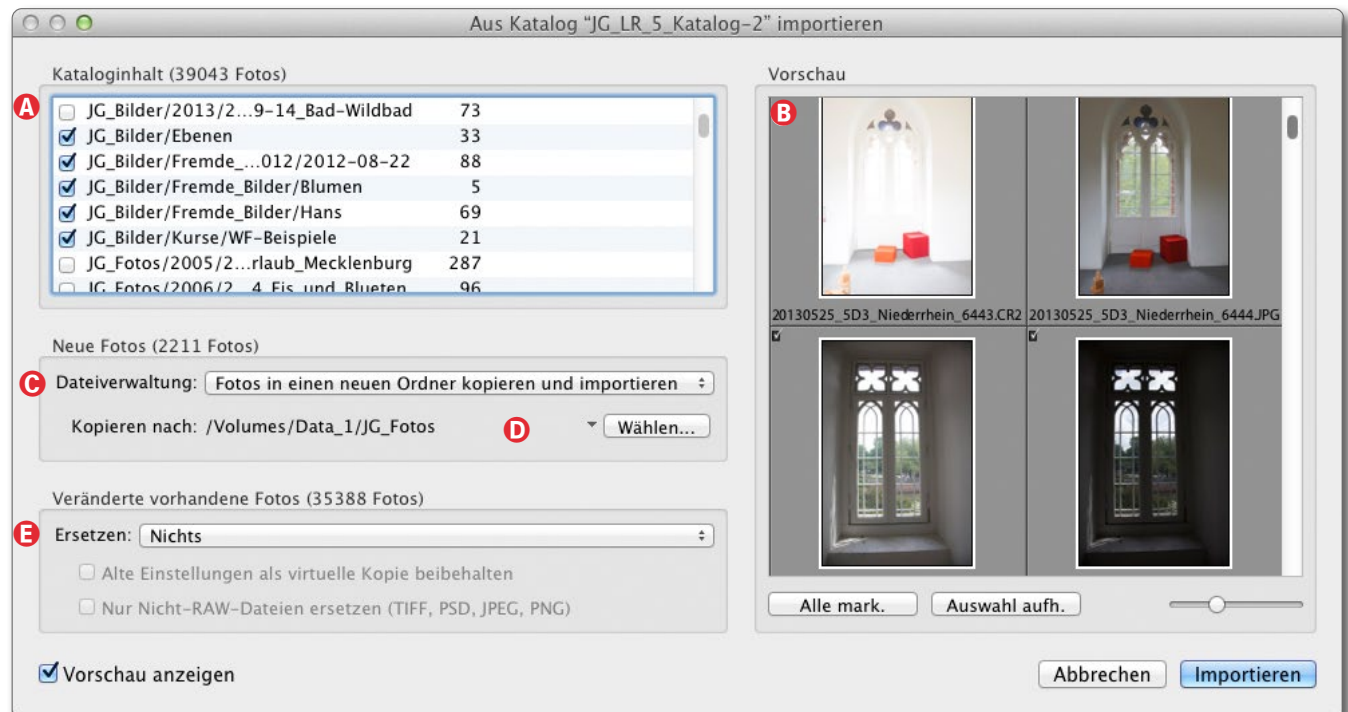 Aus Katalog “JG_LR_5_Katalog-2” importieren
Kataloginhalt (39043 Fotos)
A
JG_Bilder/2013/2...9-14_Bad-Wildbad 73
JG_Bilder/Ebenen 33
JG_Bilder/Fremde_...012/2012-08-22 88
JG_Bilder/Fremde_Bilder/Blumen 5
JG_Bilder/Fremde_Bilder/Hans 69
JG_Bilder/Kurse/WF-Beispiele 21
JG_Fotos/2005/2...rlaub_Mecklenburg 287
JG_Fotos/2006/2...4_Eis_und_Blueten 96
Neue Fotos (2211 Fotos)
C Dateiverwaltung: Fotos in einen neuen Ordner kopieren und importieren
Kopieren nach: /Volumes/Data_1/JG_Fotos D Wählen...
Veränderte vorhandene Fotos (35388 Fotos)
E Ersetzen: Nichts
Alte Einstellungen als virtuelle Kopie beibehalten
Nur Nicht-RAW-Dateien ersetzen (TIFF, PSD, JPEG, PNG)
Vorschau anzeigen
Vorschau
B
20130525_5D3_Niederrhein_6443.CR2 20130525_5D3_Niederrhein_6444.JPG
Alle mark. Auswahl aufh.
Abbrechen Importieren